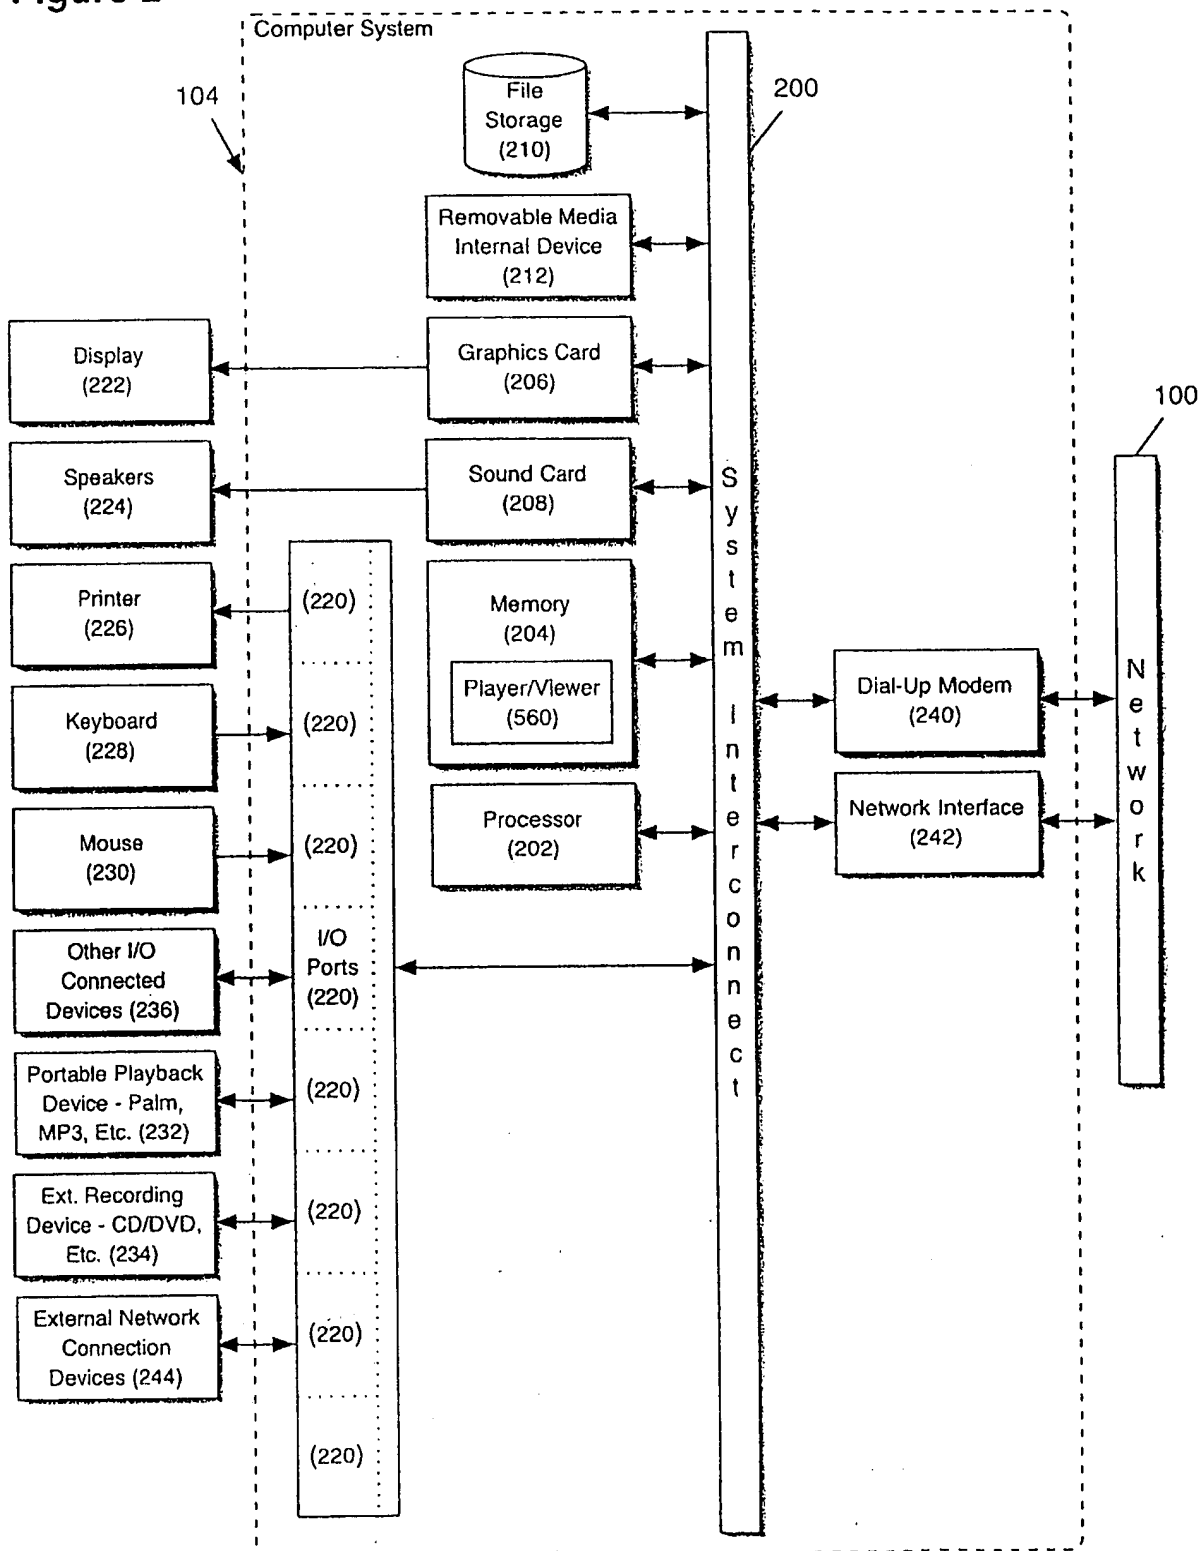 Figure 2
Computer System
104
File
Storage
(210)
200
Removable Media
Internal Device
(212)
Display
(222)
Graphics Card
(206)
100
Speakers
(224)
Sound Card
(208)
Printer
(226)
(220)
Memory
(204)
Player/Viewer
(560)
Keyboard
(228)
(220)
Dial-Up Modem
(240)
Mouse
(230)
(220)
Processor
(202)
Network Interface
(242)
System Interconnect
Network
Other I/O
Connected
Devices (236)
I/O
Ports
(220)
Portable Playback
Device - Palm,
MP3, Etc. (232)
(220)
Ext. Recording
Device - CD/DVD,
Etc. (234)
(220)
External Network
Connection
Devices (244)
(220)
(220)